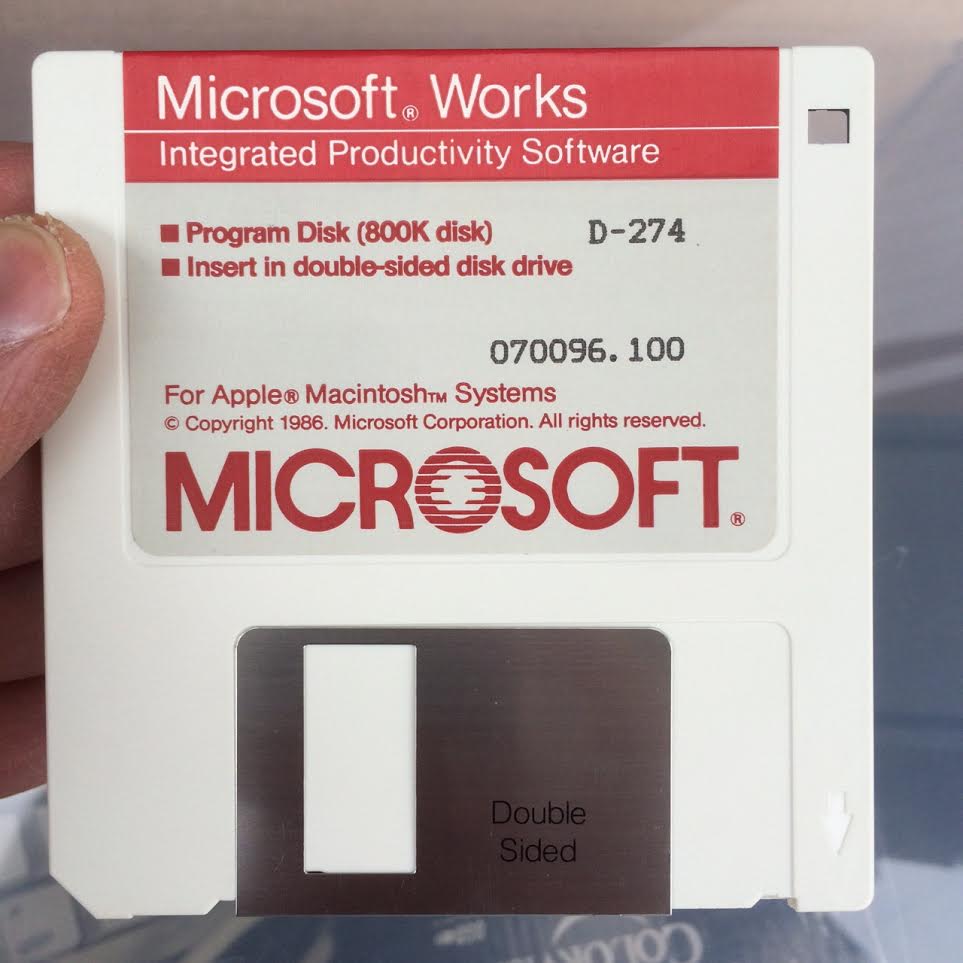 Microsoft® Works
Integrated Productivity Software
■ Program Disk (800K disk) D-274
■ Insert in double-sided disk drive
070096.100
For Apple® Macintosh™ Systems
© Copyright 1986. Microsoft Corporation. All rights reserved.
MICROSOFT®
Double
Sided